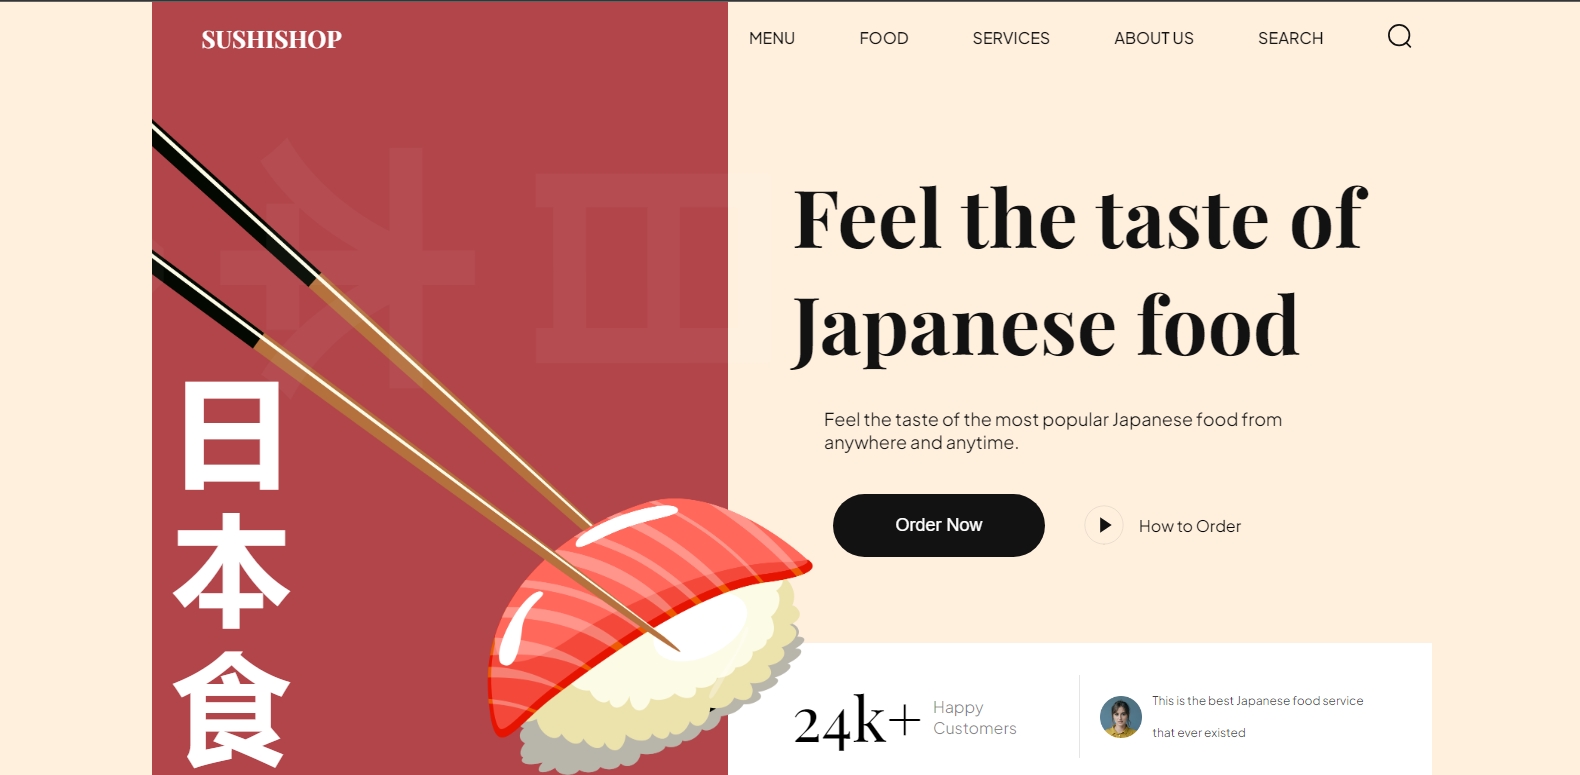 SUSHISHOP
MENU
FOOD
SERVICES
ABOUT US
SEARCH
日本食
Feel the taste of
Japanese food
Feel the taste of the most popular Japanese food from
anywhere and anytime.
Order Now
How to Order
24k+
Happy
Customers
This is the best Japanese food service
that ever existed